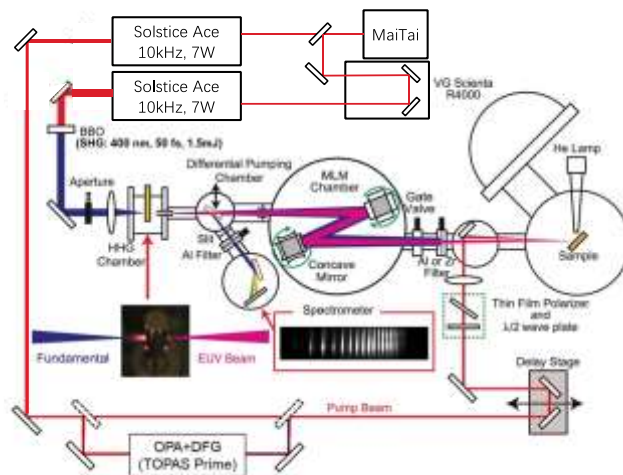 Solstice Ace
10kHz, 7W
MaiTai
Solstice Ace
10kHz, 7W
VG Scienta
R4000
BBO
(SHG: 400 nm, 50 fs, 1.5mJ)
He Lamp
Differential Pumping
Chamber
MLM
Chamber
Aperture
Gate
Valve
HHG
Chamber
Slit
Al Filter
Concave
Mirror
Al or Zr
Filter
Sample
Spectrometer
Thin Film Polarizer
and
λ/2 wave plate
Fundamental
EUV Beam
Delay Stage
Pump Beam
OPA+DFG
(TOPAS Prime)